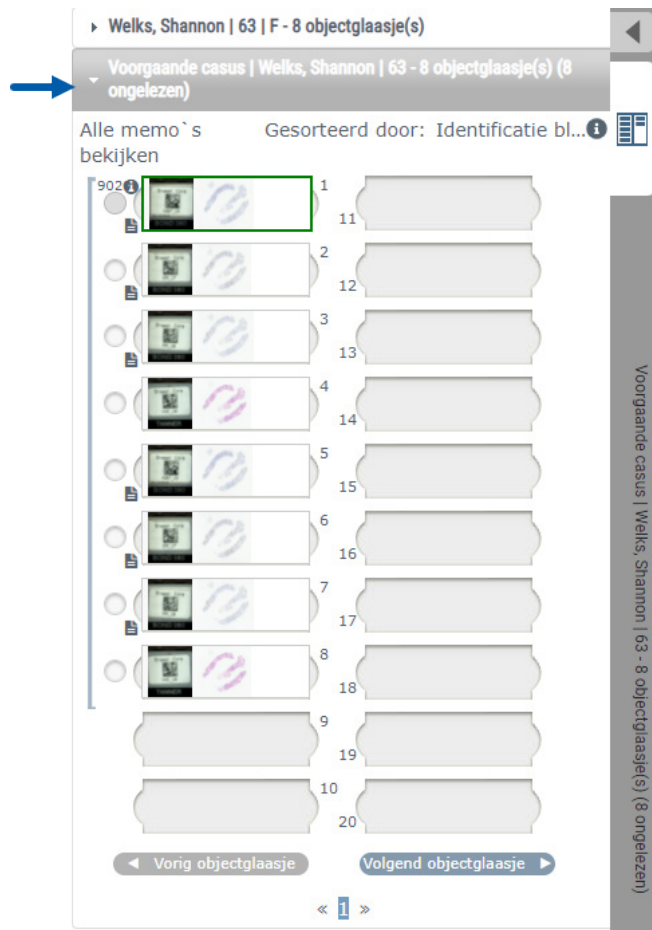 Welks, Shannon | 63 | F - 8 objectglaasje(s)
Voorgaande casus | Welks, Shannon | 63 - 8 objectglaasje(s) (8
ongelezen)
Alle memo`s
bekijken
Gesorteerd door: Identificatie bl...
902
1
11
2
12
3
13
4
14
5
15
6
16
7
17
8
18
9
19
10
20
Vorig objectglaasje
Volgend objectglaasje
« 1 »
Voorgaande casus | Welks, Shannon | 63 - 8 objectglaasje(s) (8 ongelezen)